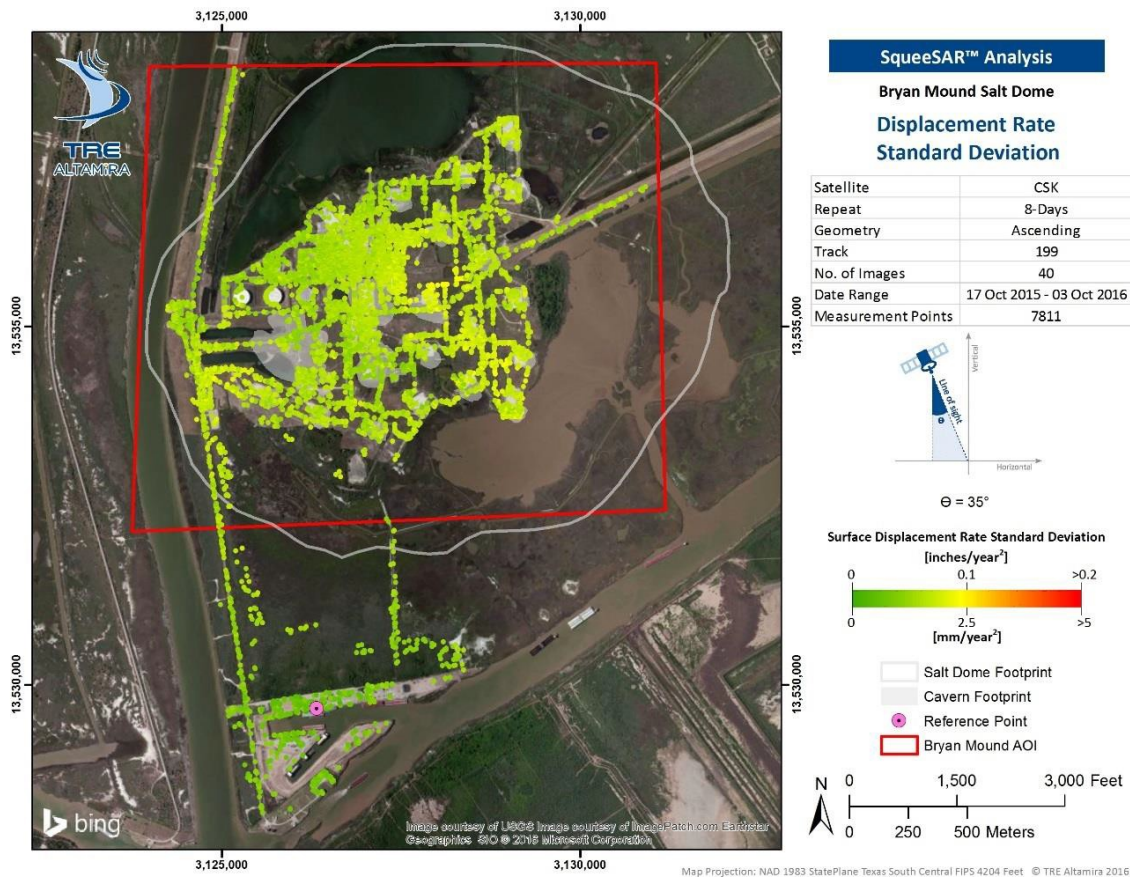 3,125,000
3,130,000
TRE
ALTAMIRA
13,535,000
13,535,000
13,530,000
13,530,000
bing
Image courtesy of USGS Image courtesy of ImagePatch.com Earthstar
Geographics SIO © 2016 Microsoft Corporation
3,125,000
3,130,000
SqueeSAR™ Analysis
Bryan Mound Salt Dome
Displacement Rate
Standard Deviation
Satellite CSK
Repeat 8-Days
Geometry Ascending
Track 199
No. of Images 40
Date Range 17 Oct 2015 - 03 Oct 2016
Measurement Points 7811
Vertical
Line of sight
Θ
Horizontal
Θ = 35°
Surface Displacement Rate Standard Deviation
[inches/year²]
0 0.1 >0.2
0 2.5 >5
[mm/year²]
Salt Dome Footprint
Cavern Footprint
Reference Point
Bryan Mound AOI
N
0 1,500 3,000 Feet
0 250 500 Meters
Map Projection: NAD 1983 StatePlane Texas South Central FIPS 4204 Feet © TRE Altamira 2016